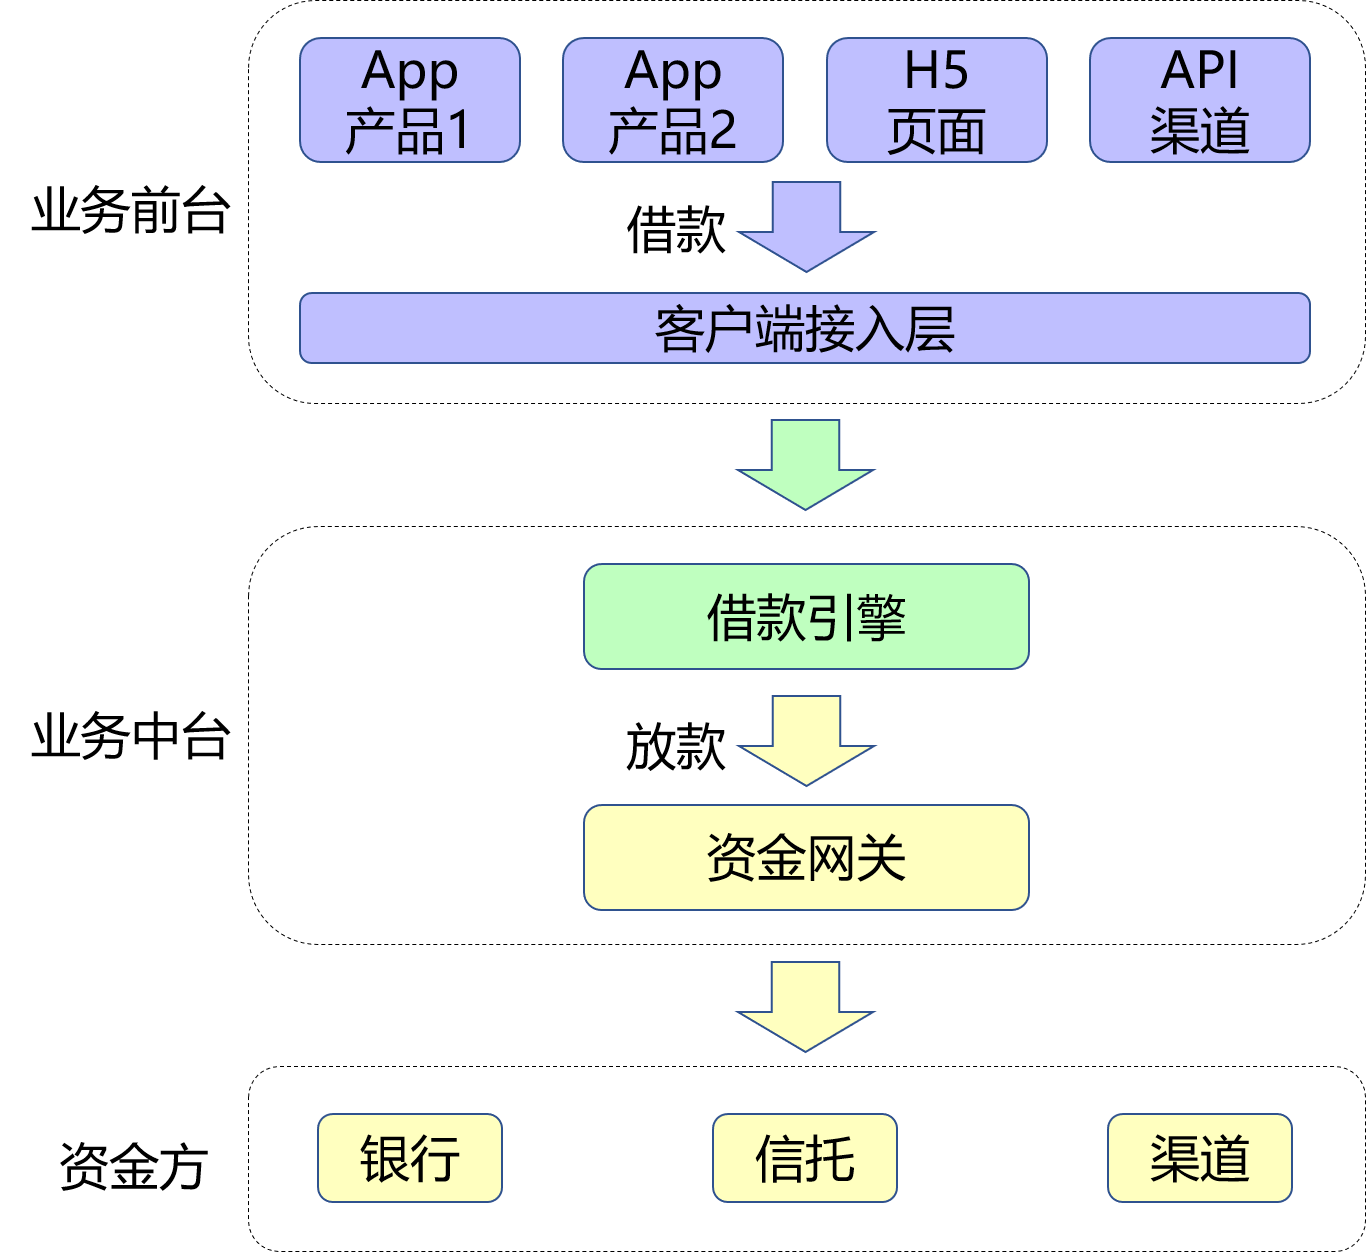 App
产品1
App
产品2
H5
页面
API
渠道
业务前台
借款
客户端接入层
借款引擎
业务中台
放款
资金网关
资金方
银行
信托
渠道